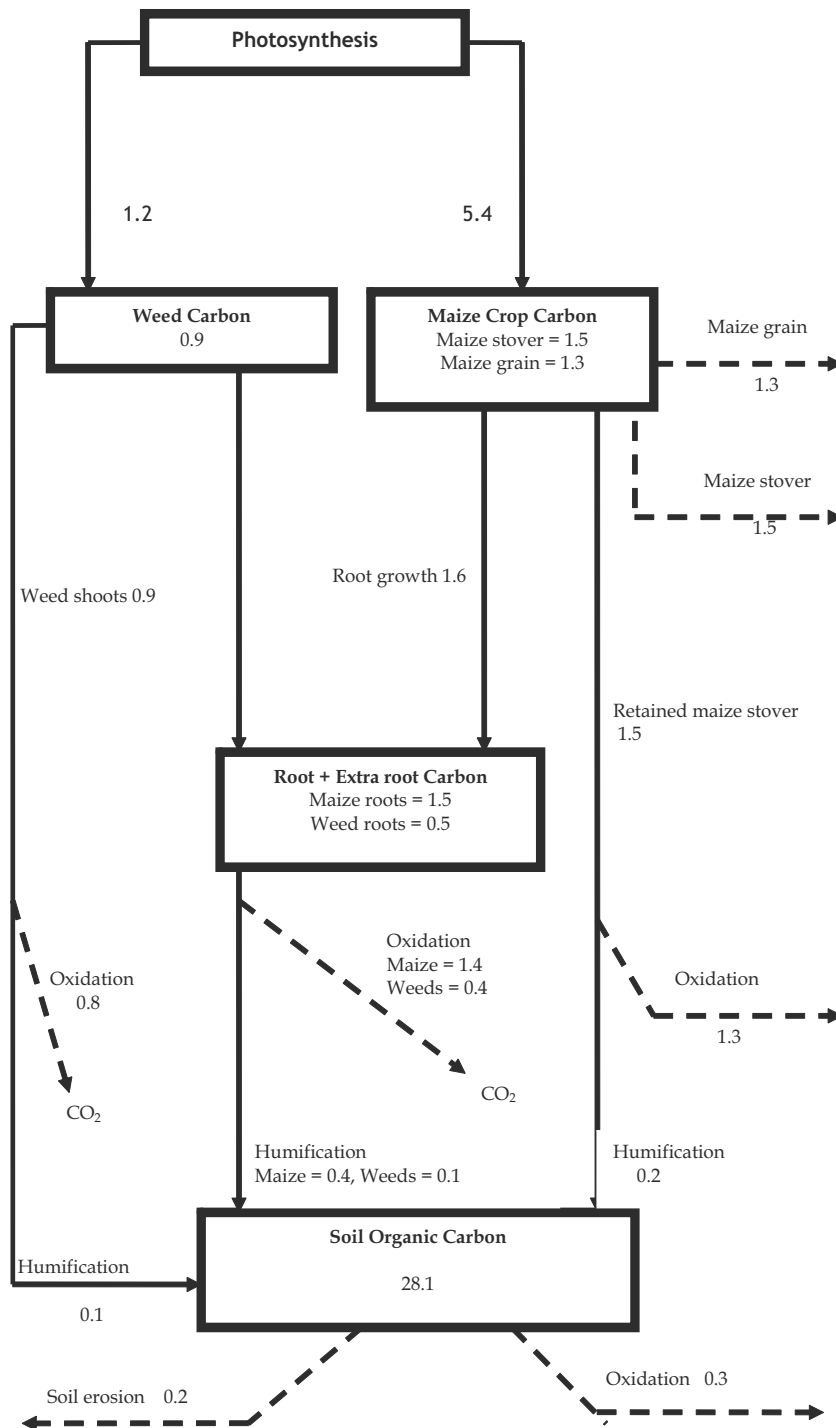 Photosynthesis
1.2
5.4
Weed Carbon
0.9
Maize Crop Carbon
Maize stover = 1.5
Maize grain = 1.3
Maize grain
1.3
Maize stover
1.5
Root growth 1.6
Weed shoots 0.9
Retained maize stover
1.5
Root + Extra root Carbon
Maize roots = 1.5
Weed roots = 0.5
Oxidation
Maize = 1.4
Weeds = 0.4
Oxidation
0.8
Oxidation
1.3
CO₂
CO₂
Humification
Maize = 0.4, Weeds = 0.1
Humification
0.2
Soil Organic Carbon
28.1
Humification
0.1
Soil erosion 0.2
Oxidation 0.3